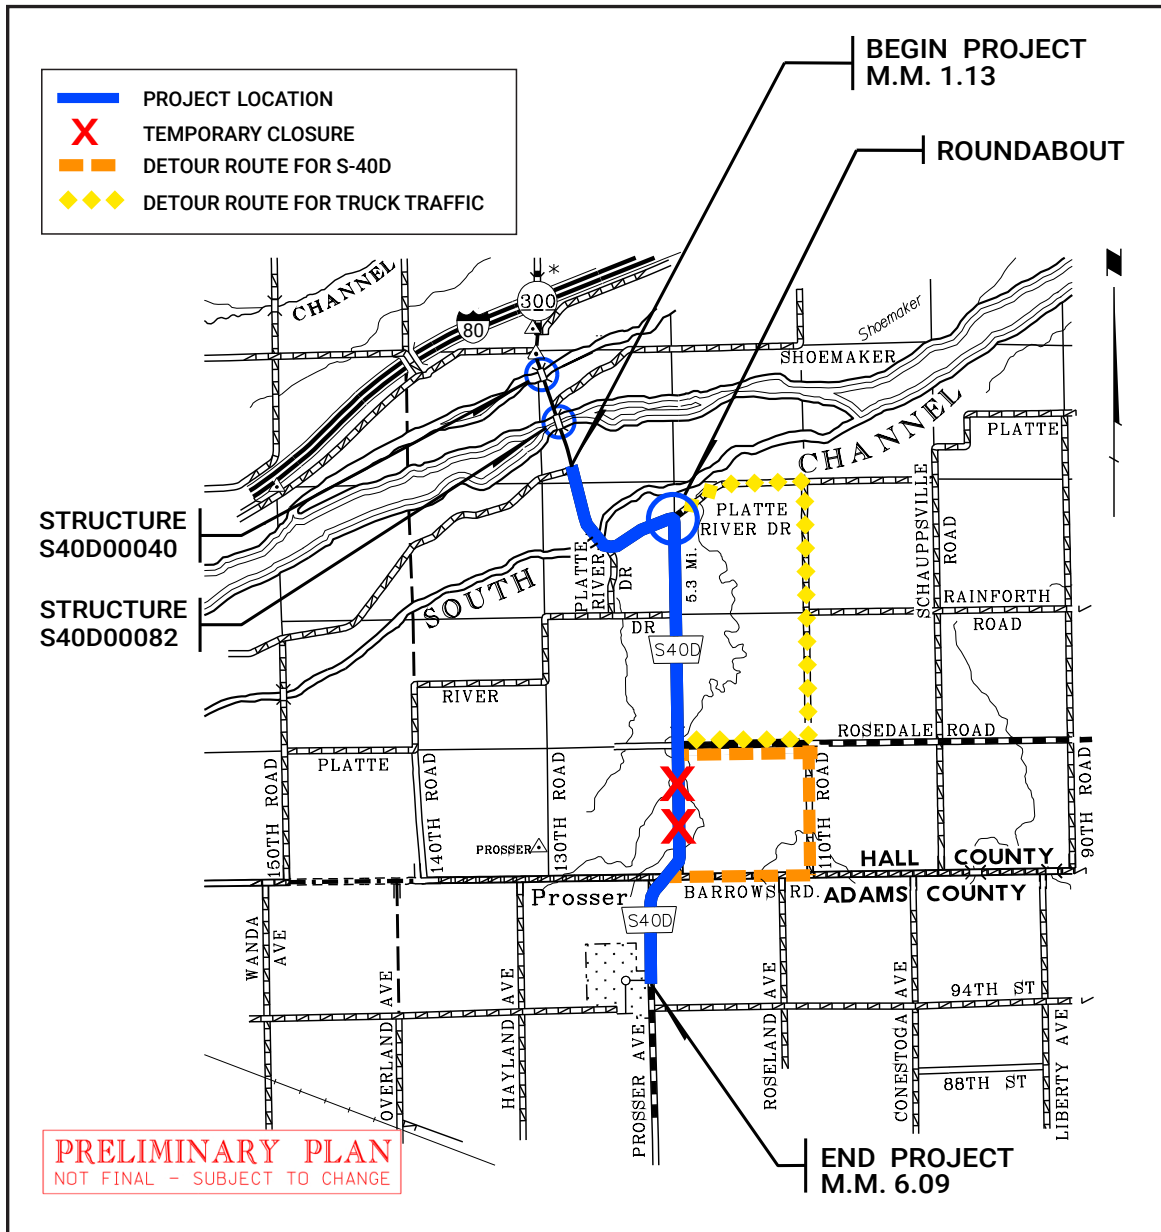 BEGIN PROJECT
M.M. 1.13
PROJECT LOCATION
X TEMPORARY CLOSURE
DETOUR ROUTE FOR S-40D
DETOUR ROUTE FOR TRUCK TRAFFIC
ROUNDABOUT
CHANNEL
*
300
80
Shoemaker
SHOEMAKER
CHANNEL
PLATTE
STRUCTURE
S40D00040
PLATTE
RIVER DR
SCHAUPPSVILLE
ROAD
SOUTH
PLATTE
RIVER
DR
5.3 Mi.
RAINFORTH
ROAD
STRUCTURE
S40D00082
DR
S40D
RIVER
ROSEDALE ROAD
PLATTE
150TH ROAD
140TH ROAD
130TH ROAD
X
X
110TH ROAD
90TH ROAD
PROSSER
HALL COUNTY
Prosser
BARROWS RD.
ADAMS COUNTY
S40D
WANDA
AVE
OVERLAND AVE
HAYLAND AVE
PROSSER AVE
ROSELAND AVE
CONESTOGA AVE
94TH ST
88TH ST
LIBERTY AVE
PRELIMINARY PLAN
NOT FINAL - SUBJECT TO CHANGE
END PROJECT
M.M. 6.09